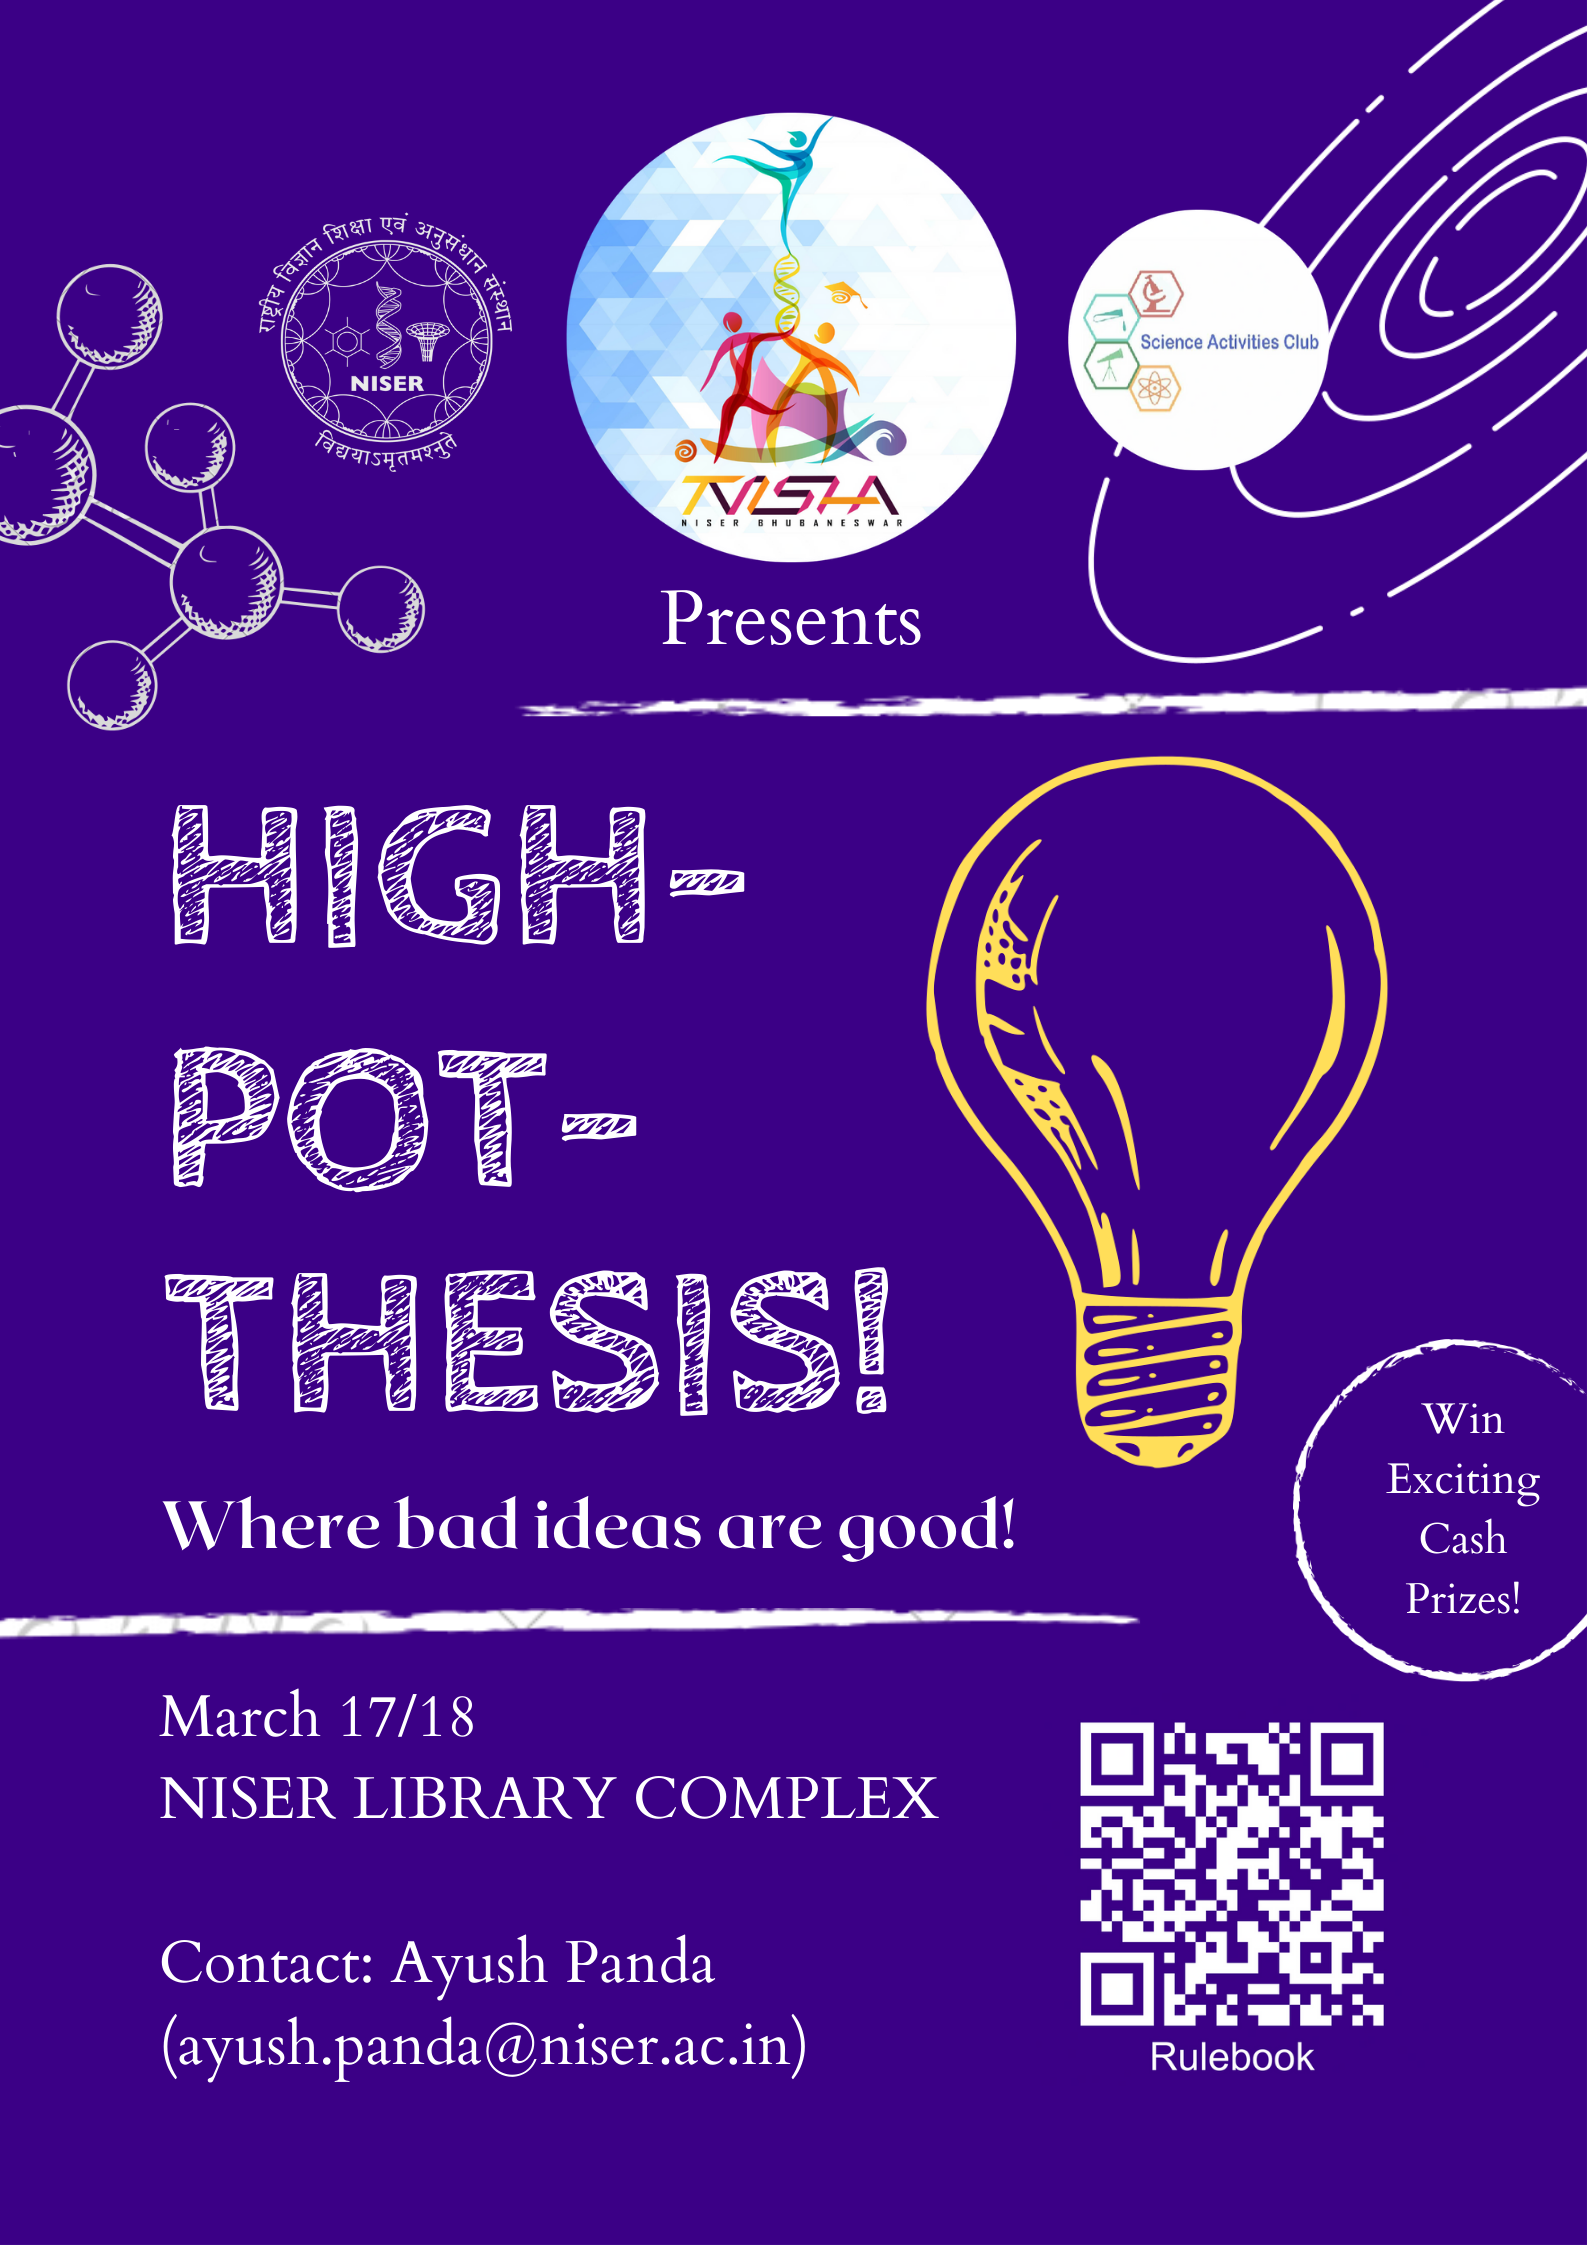 राष्ट्रीय विज्ञान शिक्षा एवं अनुसंधान संस्थान
NISER
विद्ययाऽमृतमश्नुते
TVISHA
NISER BHUBANESWAR
Science Activities Club
Presents
HIGH-
POT-
THESIS!
Where bad ideas are good!
Win
Exciting
Cash
Prizes!
March 17/18
NISER LIBRARY COMPLEX
Contact: Ayush Panda
(ayush.panda@niser.ac.in)
Rulebook